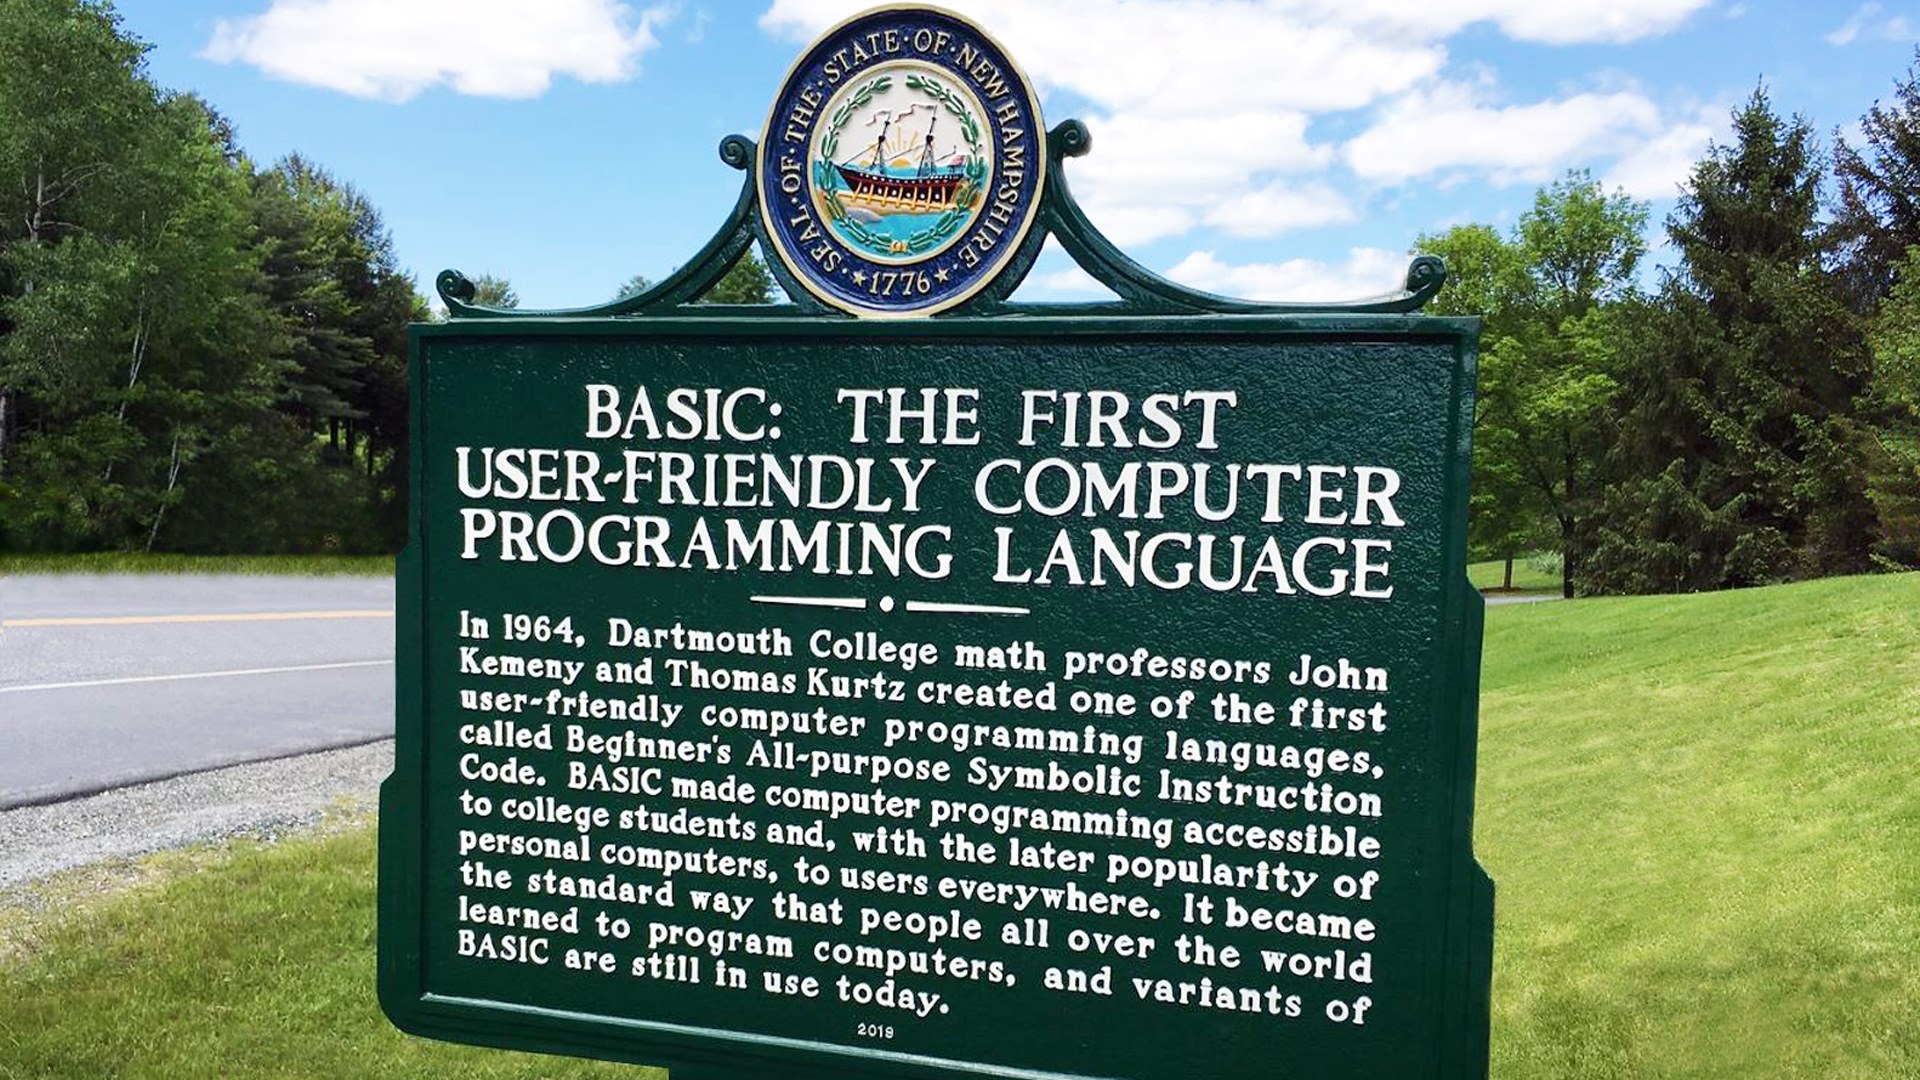 SEAL·OF·THE·STATE·OF·NEW HAMPSHIRE·
★1776★
BASIC: THE FIRST
USER-FRIENDLY COMPUTER
PROGRAMMING LANGUAGE
In 1964, Dartmouth College math professors John
Kemeny and Thomas Kurtz created one of the first
user-friendly computer programming languages,
called Beginner's All-purpose Symbolic Instruction
Code. BASIC made computer programming accessible
to college students and, with the later popularity of
personal computers, to users everywhere. It became
the standard way that people all over the world
learned to program computers, and variants of
BASIC are still in use today.
2019